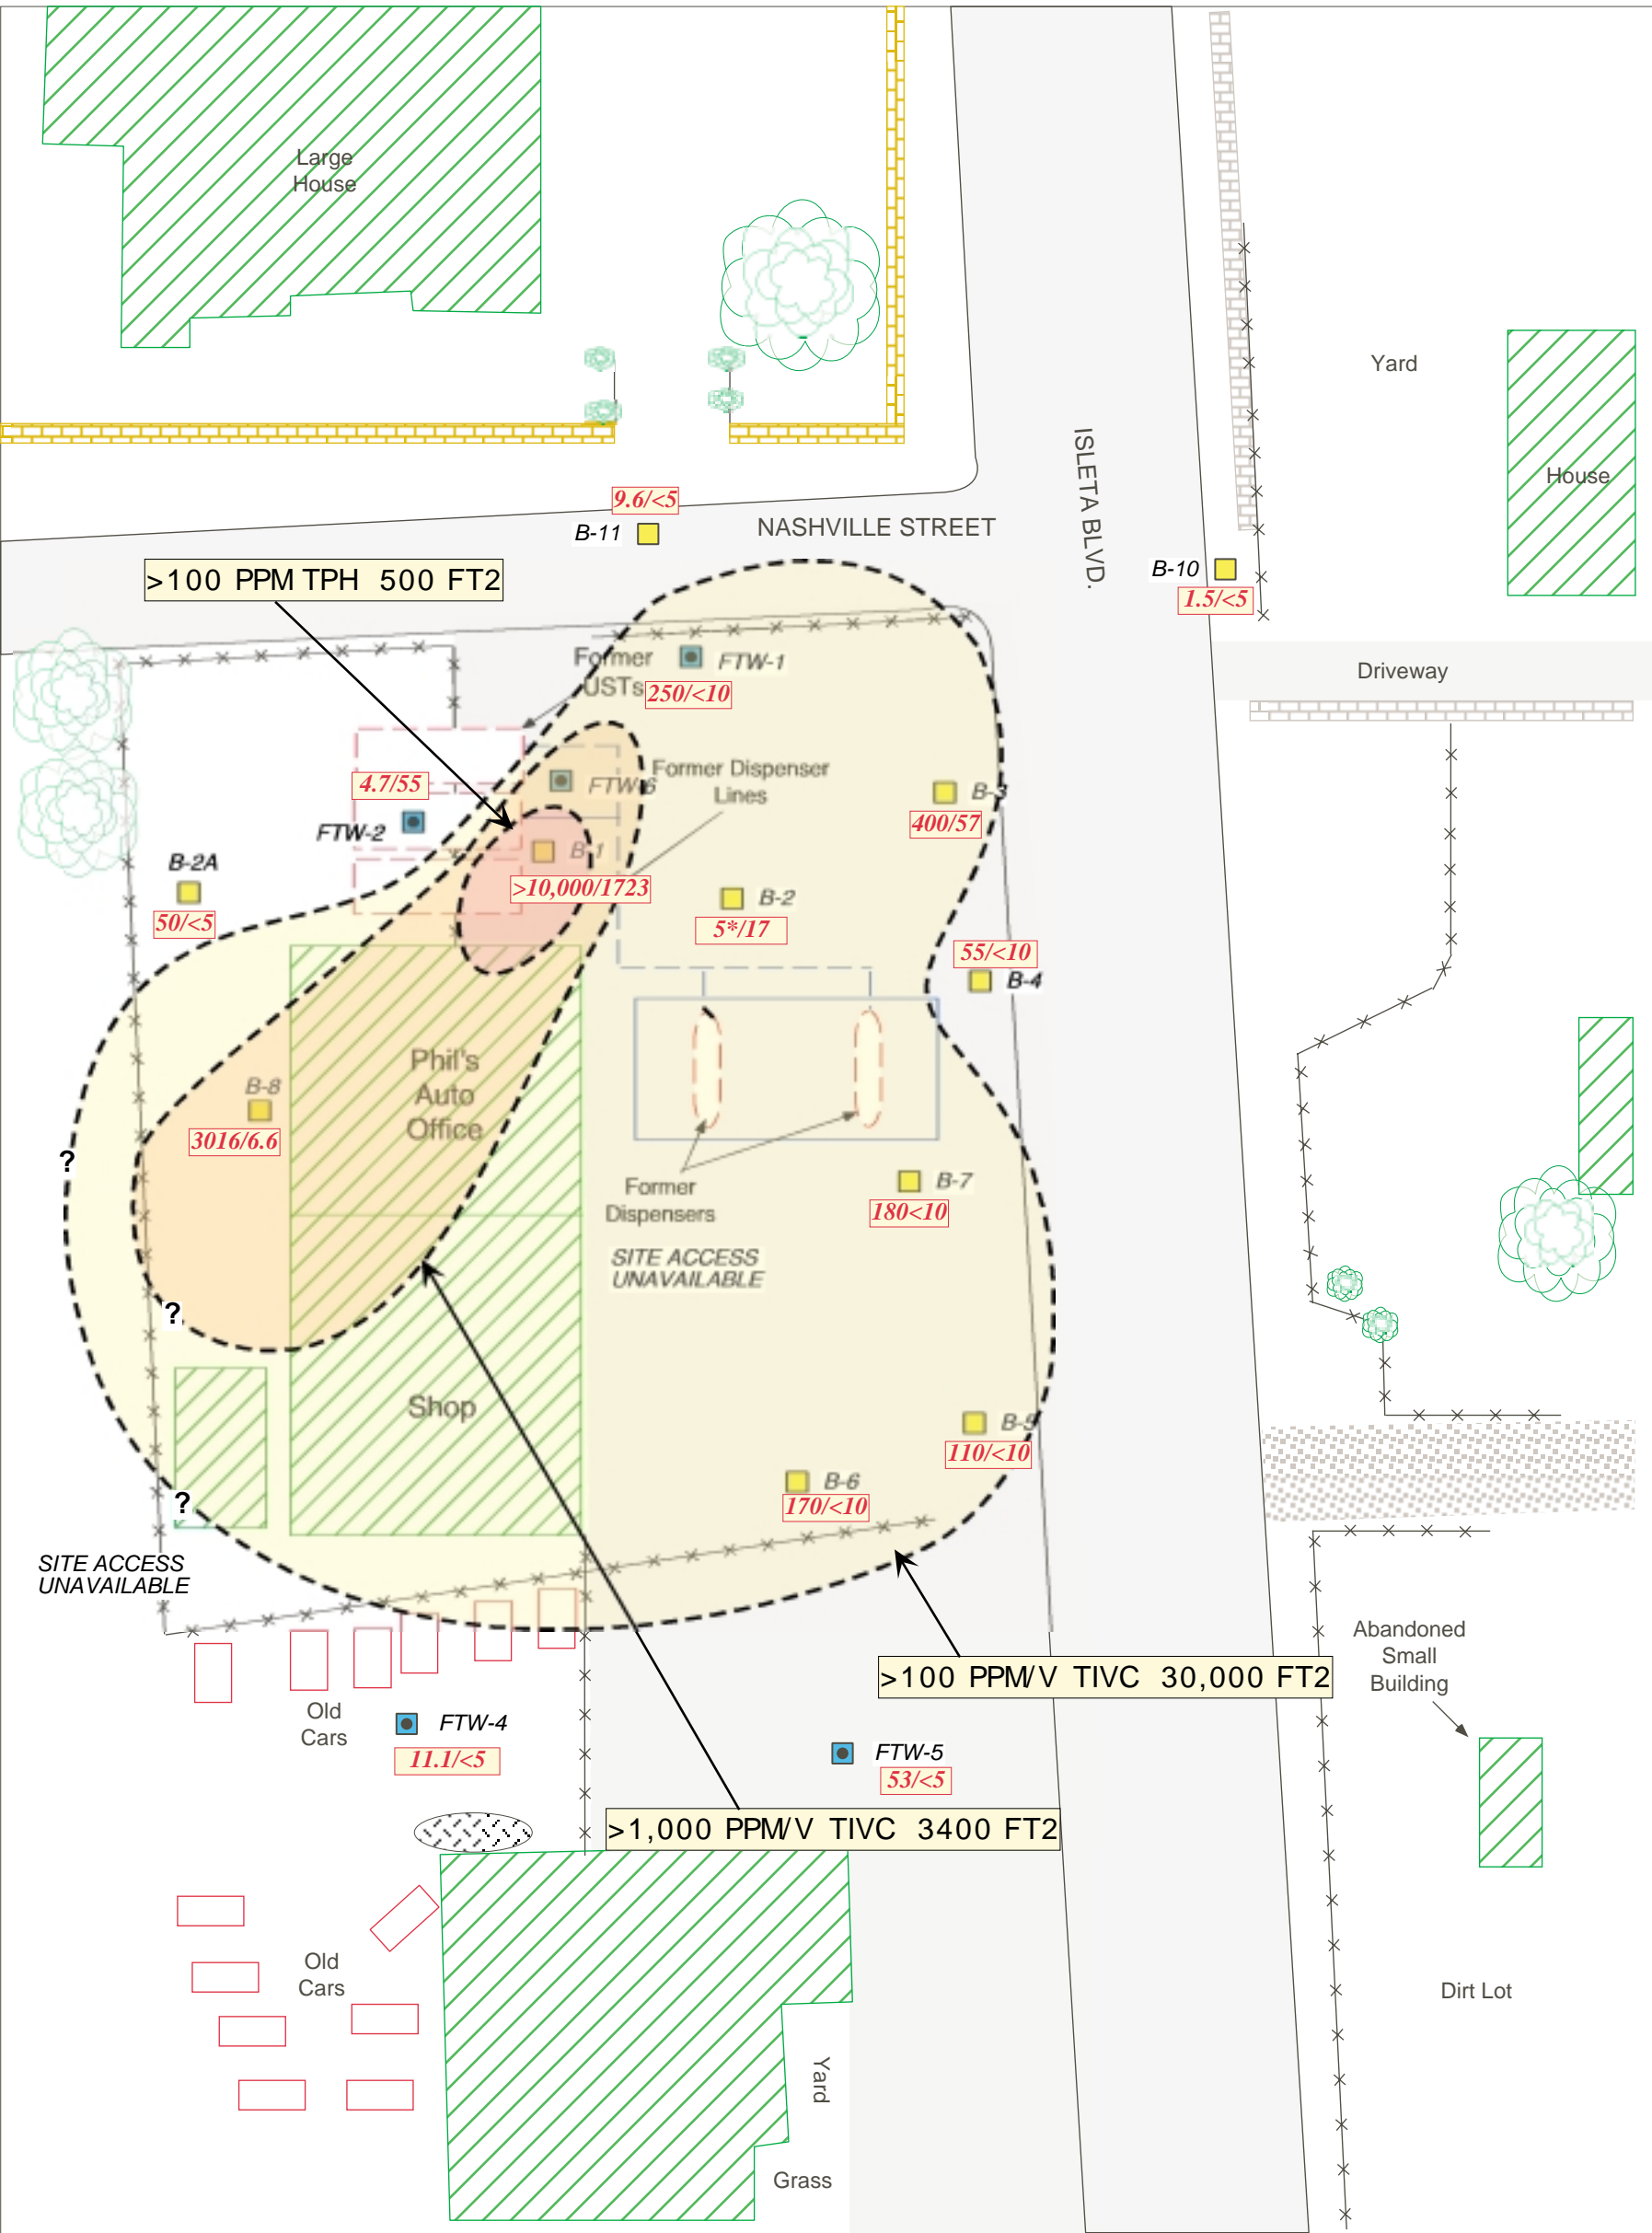 Large
House
Yard
House
ISLETA BLVD.
9.6/<5
B-11
NASHVILLE STREET
B-10
1.5/<5
>100 PPM TPH 500 FT2
Former
USTs
FTW-1
250/<10
Driveway
4.7/55
FTW-2
FTW-6
Former Dispenser
Lines
B-3
400/57
B-2A
50/<5
B-1
>10,000/1723
B-2
5*/17
55/<10
B-4
Phil's
Auto
Office
B-8
3016/6.6
?
Former
Dispensers
B-7
180<10
SITE ACCESS
UNAVAILABLE
?
Shop
B-5
110/<10
B-6
170/<10
?
SITE ACCESS
UNAVAILABLE
>100 PPM/V TIVC 30,000 FT2
Abandoned
Small
Building
Old
Cars
FTW-4
11.1/<5
FTW-5
53/<5
>1,000 PPM/V TIVC 3400 FT2
Old
Cars
Dirt Lot
Yard
Grass